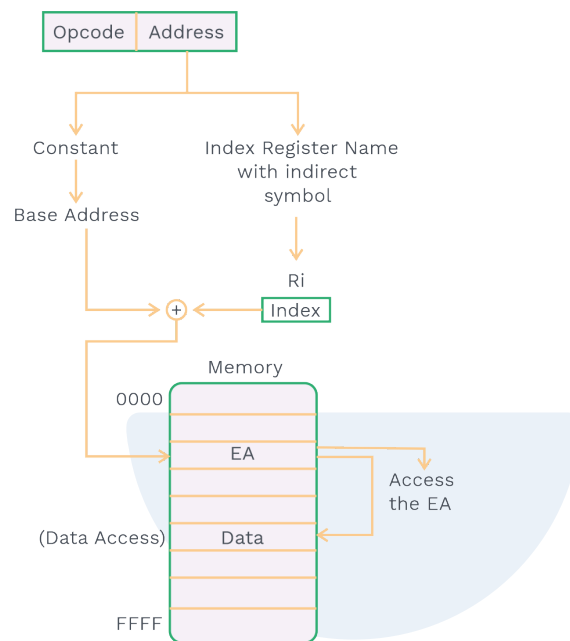 Opcode
Address
Constant
Index Register Name
with indirect
symbol
Base Address
Ri
+
Index
Memory
0000
EA
Access
the EA
(Data Access)
Data
FFFF